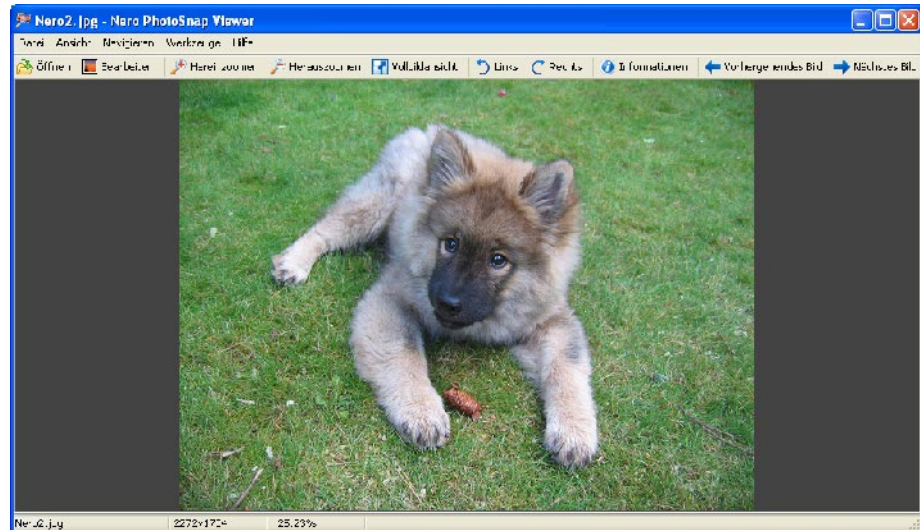 Nero2.jpg - Nero PhotoSnap Viewer
Datei Ansicht Navigieren Werkzeuge Hilfe
Öffnen Bearbeiten Hereinzoomen Herauszoomen Vollbildansicht Links Rechts Informationen Vorhergehendes Bild Nächstes Bild
Nero2.jpg 2272x1704 25.23%